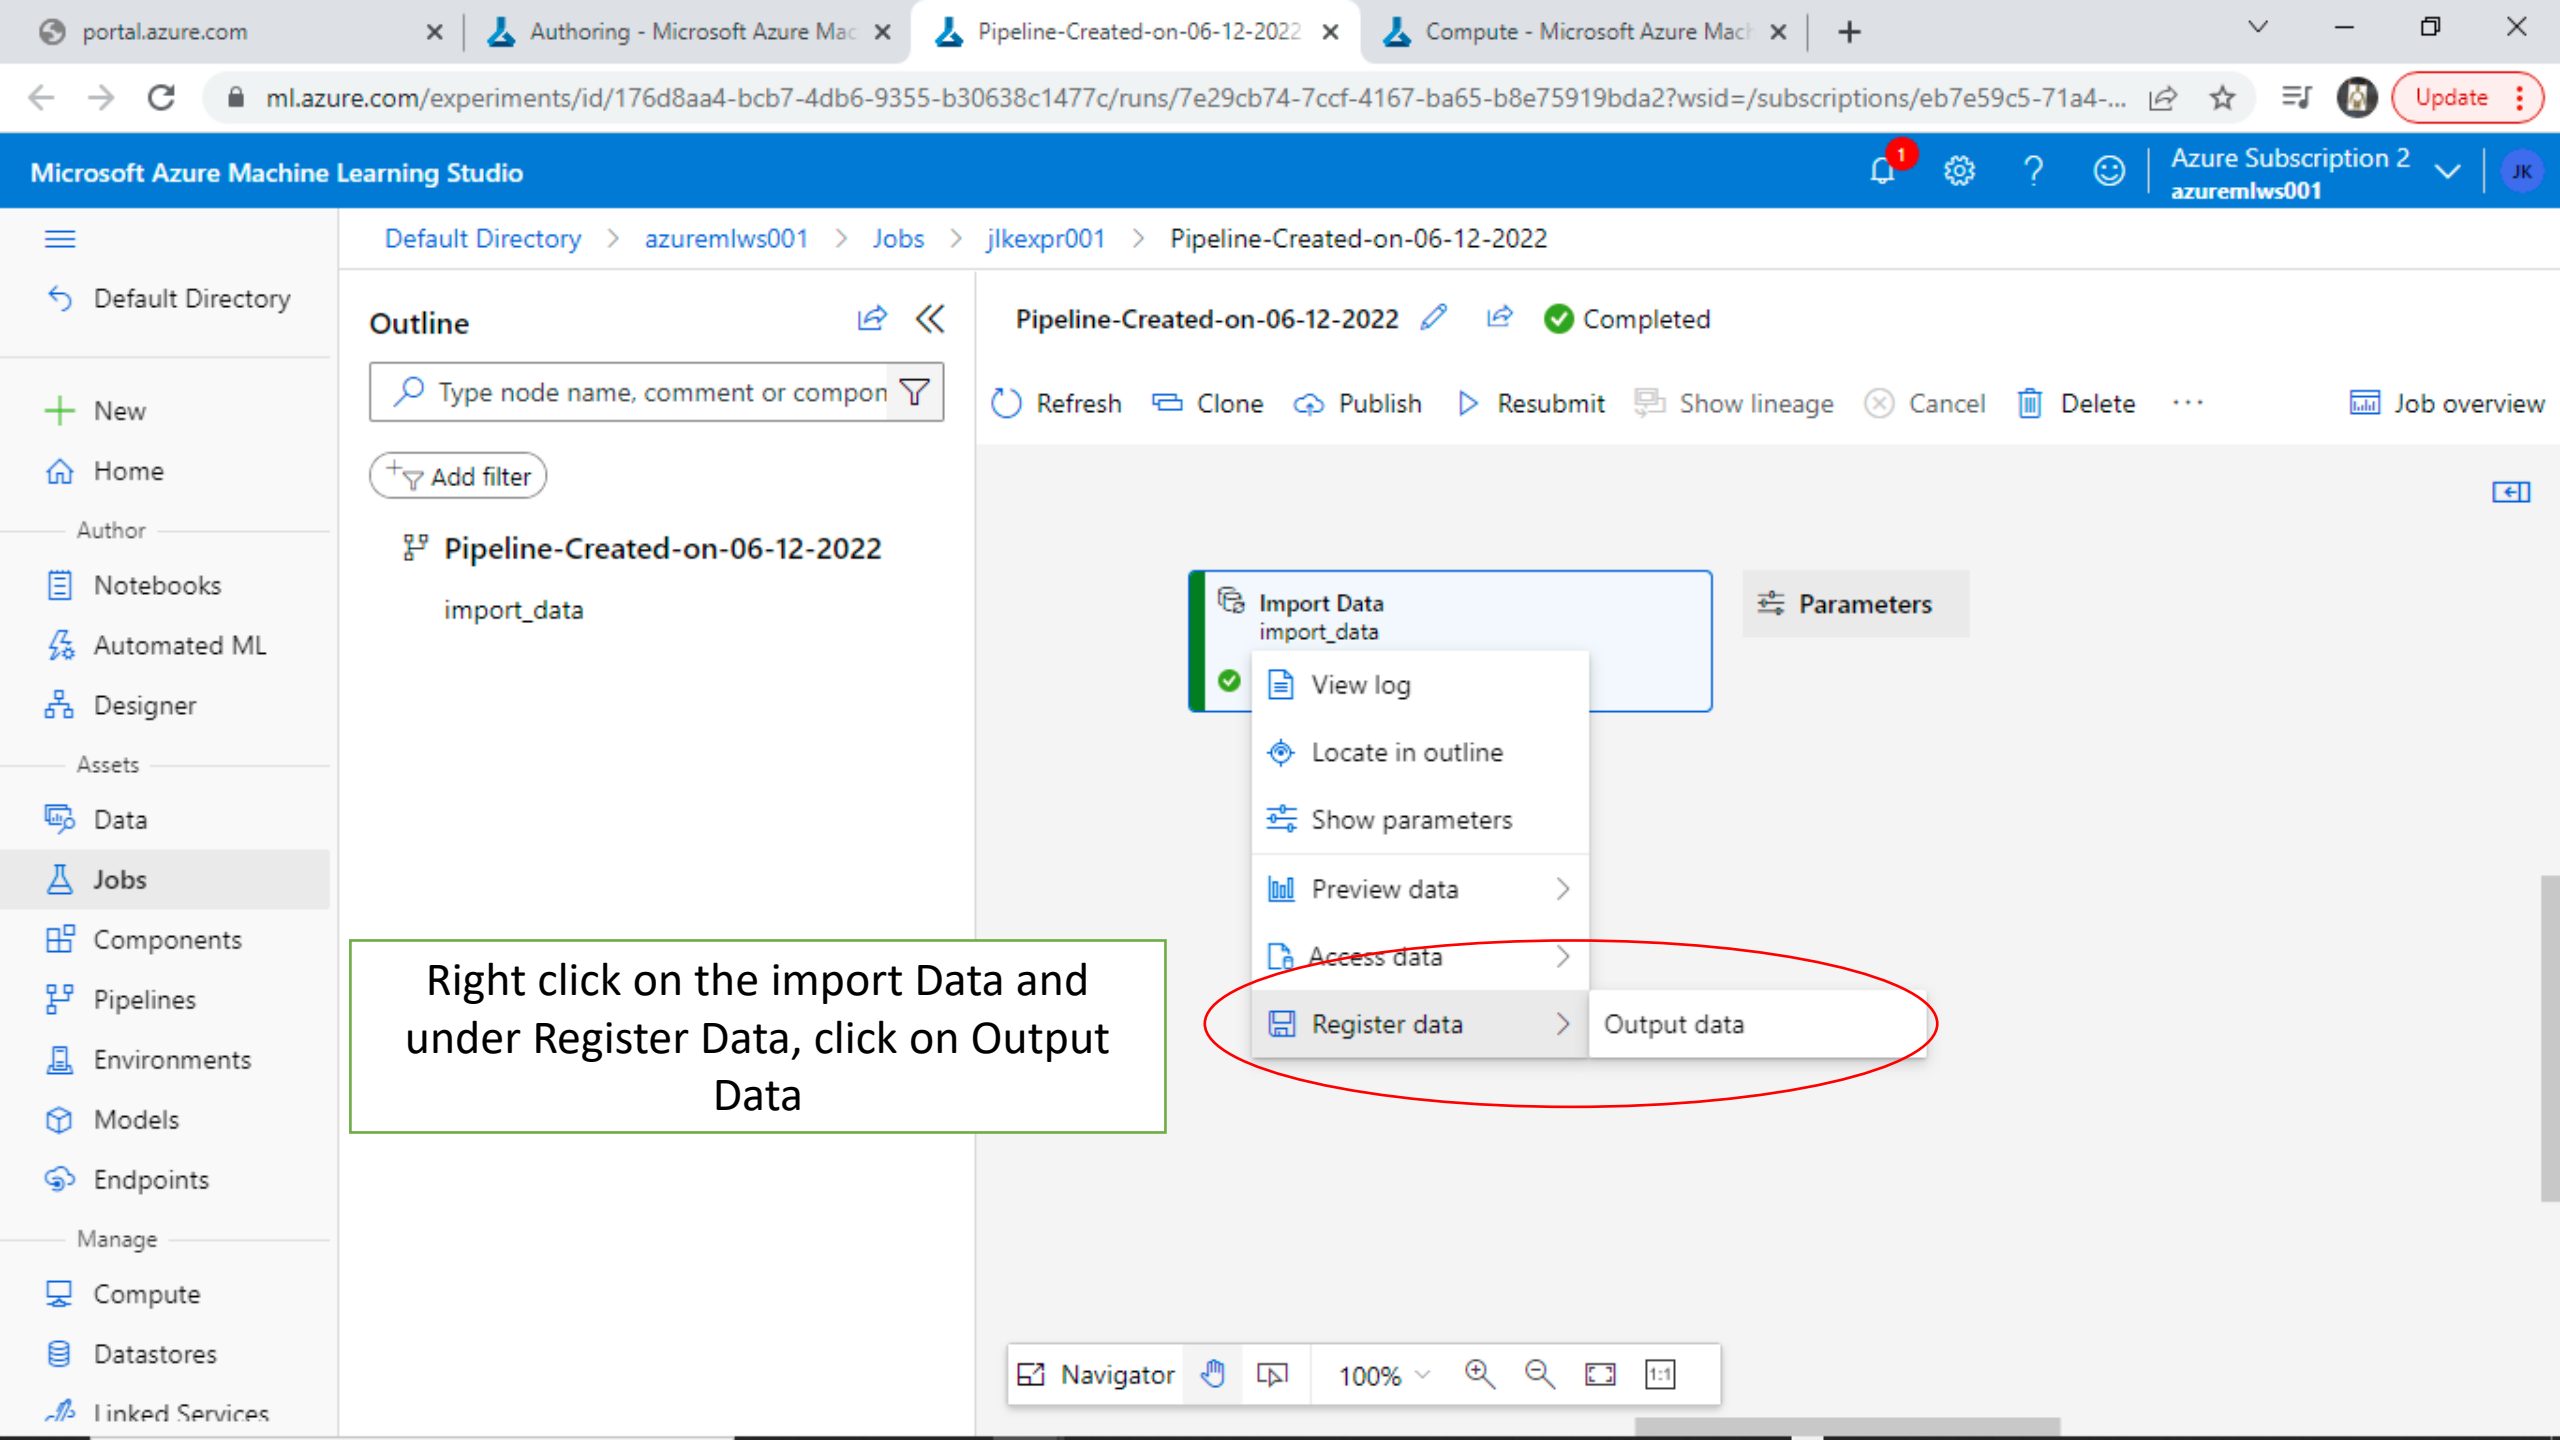 portal.azure.com
Authoring - Microsoft Azure Mac
Pipeline-Created-on-06-12-2022
Compute - Microsoft Azure Mach
ml.azure.com/experiments/id/176d8aa4-bcb7-4db6-9355-b30638c1477c/runs/7e29cb74-7ccf-4167-ba65-b8e75919bda2?wsid=/subscriptions/eb7e59c5-71a4-...
Update
Microsoft Azure Machine Learning Studio
1
Azure Subscription 2
azuremlws001
JK
Default Directory > azuremlws001 > Jobs > jlkexpr001 > Pipeline-Created-on-06-12-2022
Default Directory
New
Home
Author
Notebooks
Automated ML
Designer
Assets
Data
Jobs
Components
Pipelines
Environments
Models
Endpoints
Manage
Compute
Datastores
Linked Services
Outline
Type node name, comment or compon
Add filter
Pipeline-Created-on-06-12-2022
import_data
Right click on the import Data and
under Register Data, click on Output
Data
Pipeline-Created-on-06-12-2022
Completed
Refresh Clone Publish Resubmit Show lineage Cancel Delete ... Job overview
Import Data
import_data
Parameters
View log
Locate in outline
Show parameters
Preview data
Access data
Register data
Output data
Navigator 100% 1:1